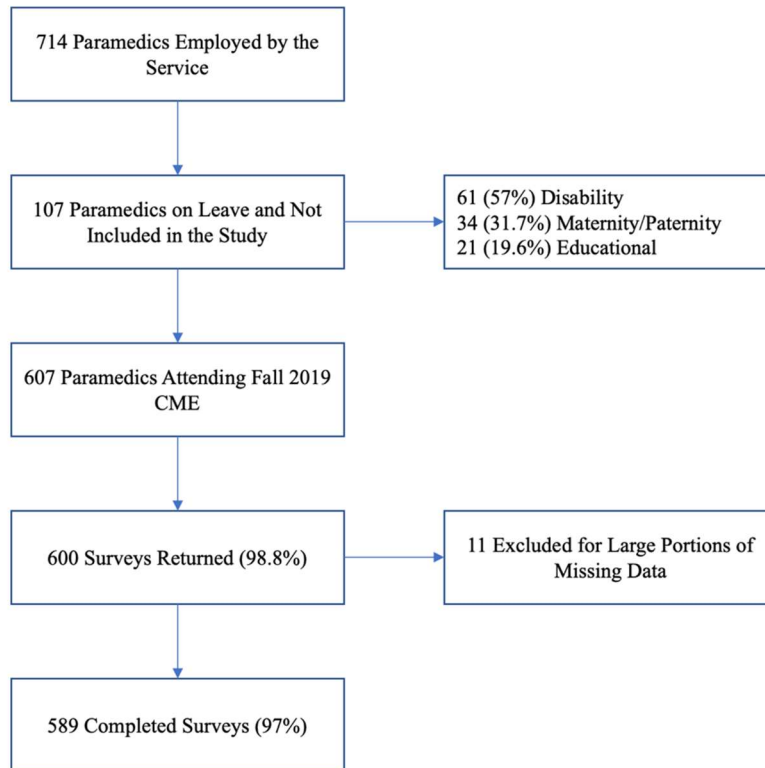 714 Paramedics Employed by the
Service
107 Paramedics on Leave and Not
Included in the Study
61 (57%) Disability
34 (31.7%) Maternity/Paternity
21 (19.6%) Educational
607 Paramedics Attending Fall 2019
CME
600 Surveys Returned (98.8%)
11 Excluded for Large Portions of
Missing Data
589 Completed Surveys (97%)